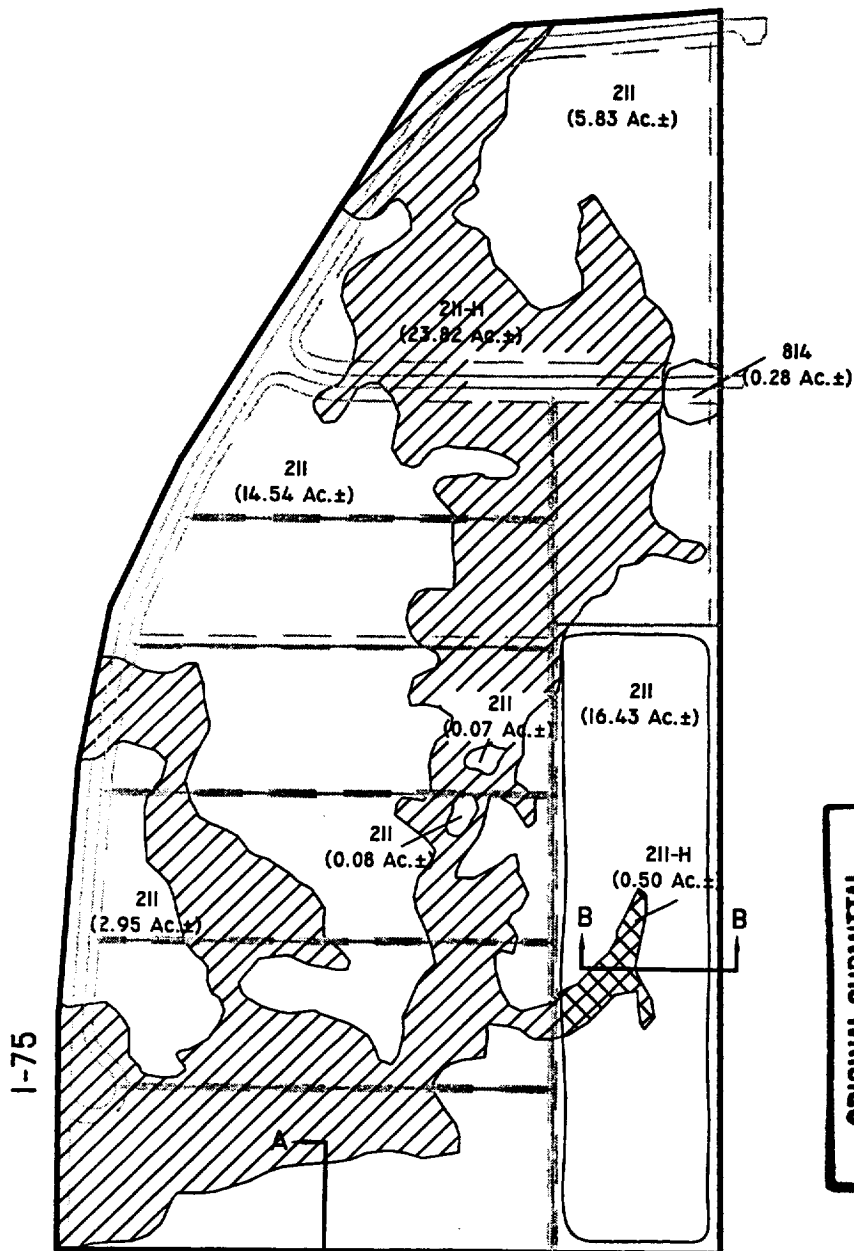 211
(5.83 Ac.±)
211-H
(23.82 Ac.±)
814
(0.28 Ac.±)
211
(14.54 Ac.±)
211
(0.07 Ac.±)
211
(16.43 Ac.±)
211
(0.08 Ac.±)
211-H
(0.50 Ac.±)
211
(2.95 Ac.±)
B
B
I-75
A